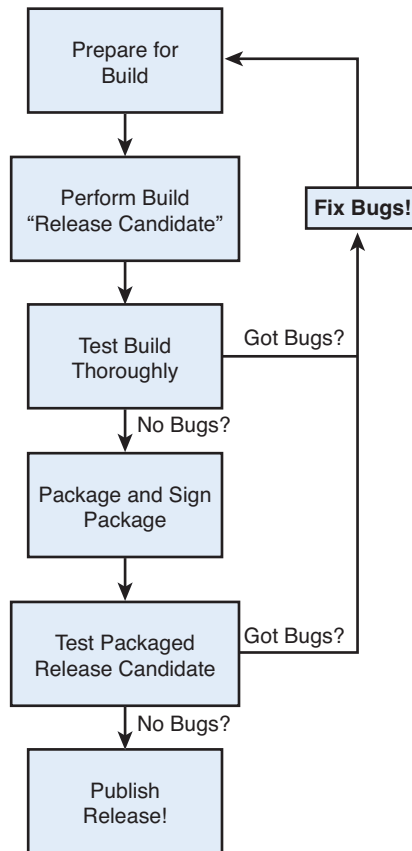 Prepare for
Build
Perform Build
“Release Candidate”
Fix Bugs!
Test Build
Thoroughly
Got Bugs?
No Bugs?
Package and Sign
Package
Test Packaged
Release Candidate
Got Bugs?
No Bugs?
Publish
Release!